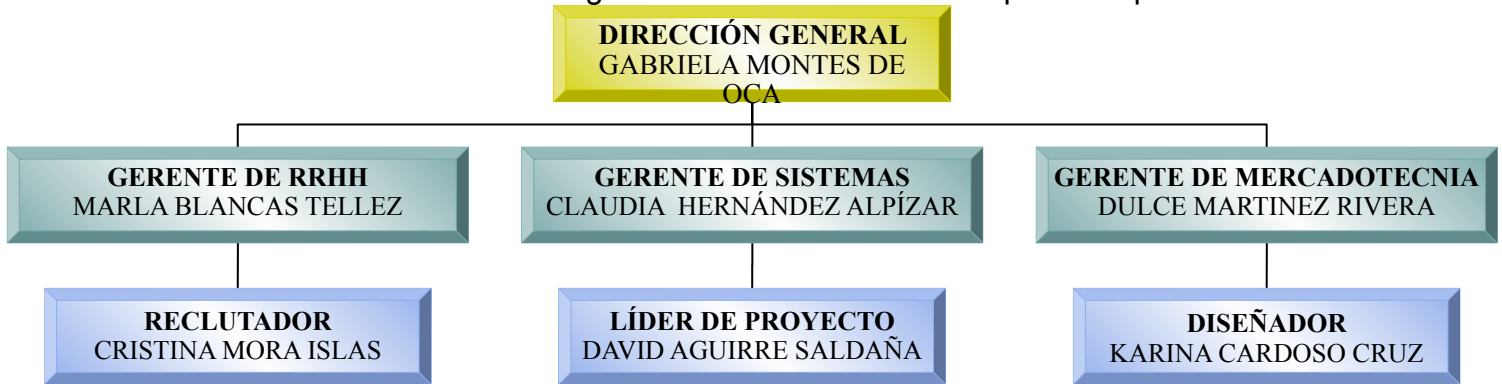 DIRECCIÓN GENERAL
GABRIELA MONTES DE
OCA
GERENTE DE RRHH
MARLA BLANCAS TELLEZ
GERENTE DE SISTEMAS
CLAUDIA HERNÁNDEZ ALPÍZAR
GERENTE DE MERCADOTECNIA
DULCE MARTINEZ RIVERA
RECLUTADOR
CRISTINA MORA ISLAS
LÍDER DE PROYECTO
DAVID AGUIRRE SALDAÑA
DISEÑADOR
KARINA CARDOSO CRUZ